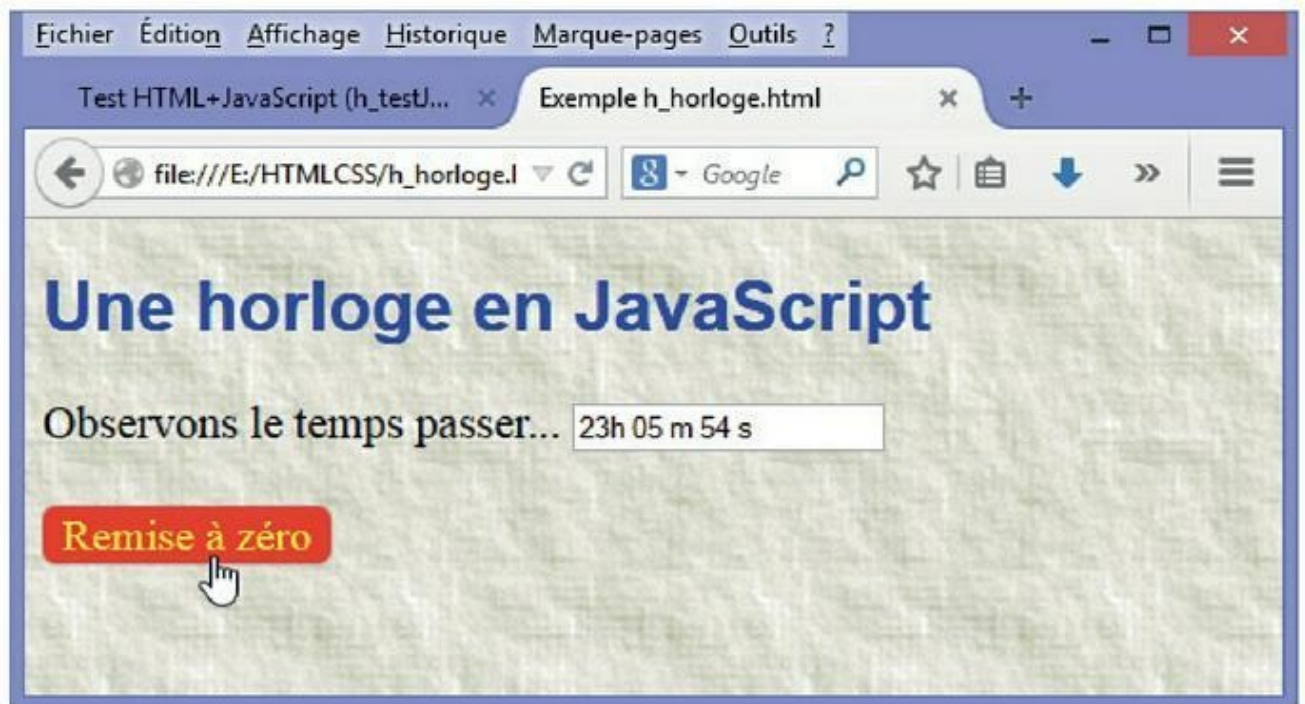 Fichier Édition Affichage Historique Marque-pages Outils ?
Test HTML+JavaScript (h_testJ... Exemple h_horloge.html
file:///E:/HTMLCSS/h_horloge.l 8 Google
Une horloge en JavaScript
Observons le temps passer... 23h 05 m 54 s
Remise à zéro